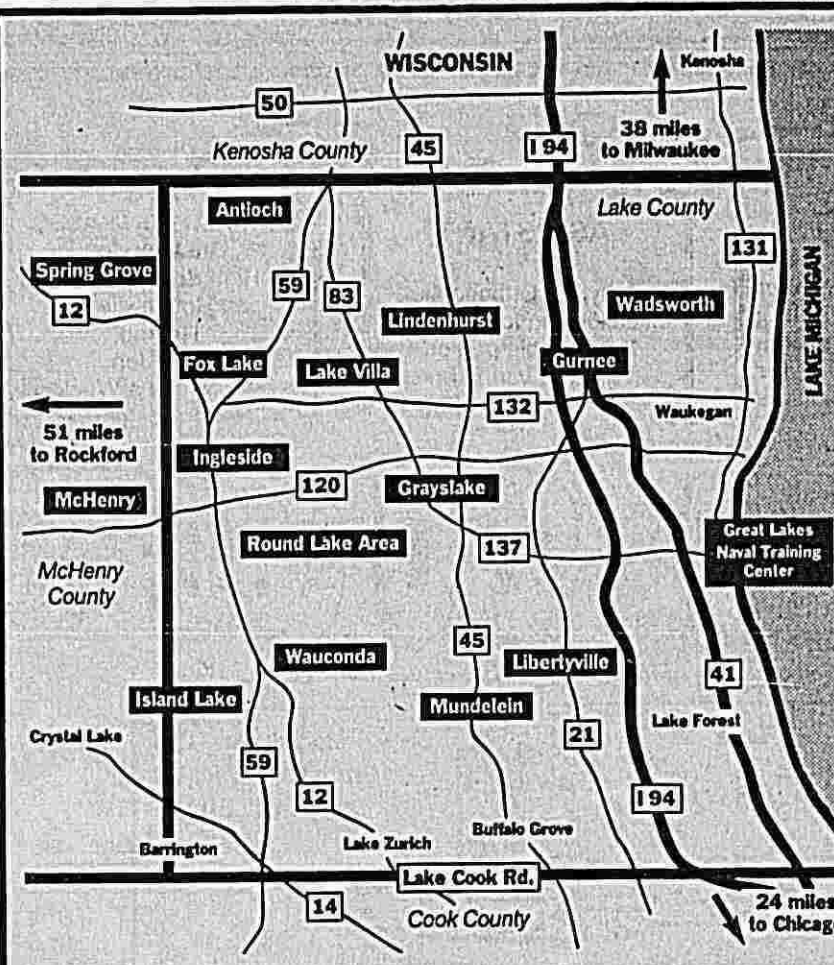 WISCONSIN
Kenosha
50
38 miles
to Milwaukee
Kenosha County
45
I 94
Antioch
Lake County
131
Spring Grove
59
83
Wadsworth
12
Lindenhurst
LAKE MICHIGAN
Fox Lake
Lake Villa
Gurnee
132
Waukegan
51 miles
to Rockford
Ingleside
120
Grayslake
McHenry
Round Lake Area
137
Great Lakes
Naval Training
Center
McHenry
County
45
Wauconda
Libertyville
41
Island Lake
Mundelein
Lake Forest
Crystal Lake
21
59
12
I 94
Buffalo Grove
Barrington
Lake Zurich
Lake Cook Rd.
14
Cook County
24 miles
to Chicag